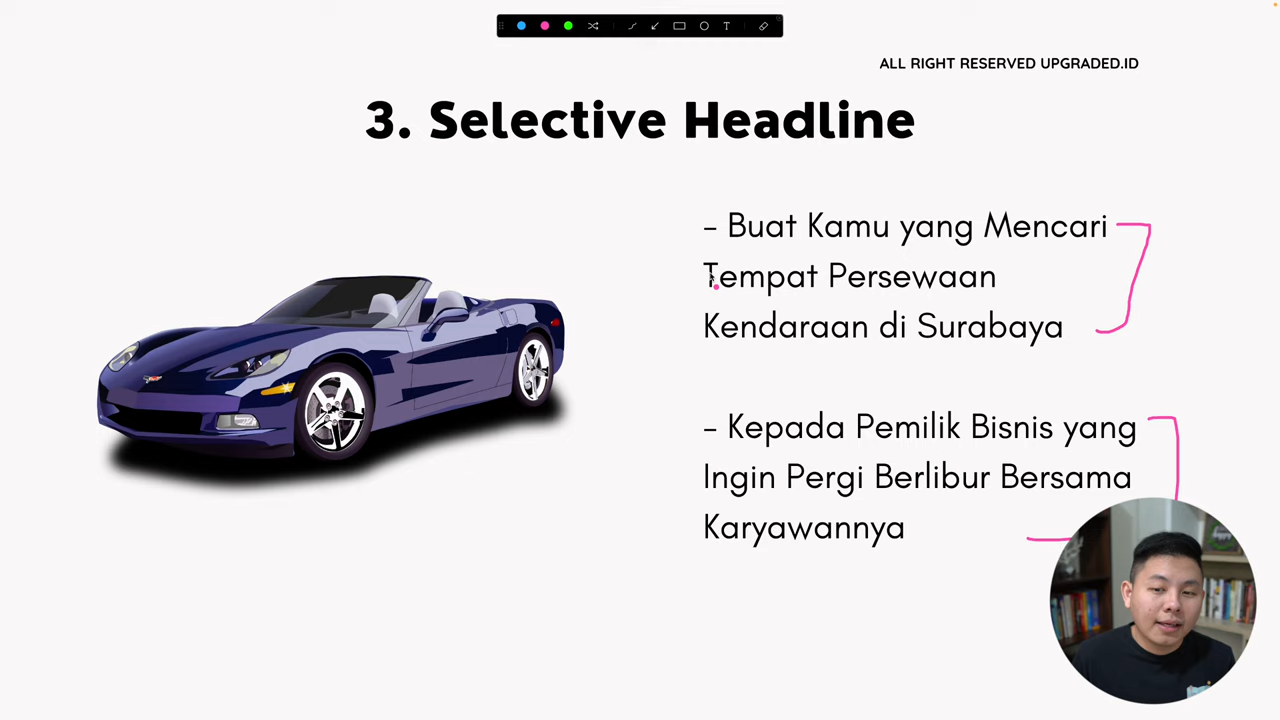 ALL RIGHT RESERVED UPGRADED.ID
3. Selective Headline
- Buat Kamu yang Mencari
Tempat Persewaan
Kendaraan di Surabaya
- Kepada Pemilik Bisnis yang
Ingin Pergi Berlibur Bersama
Karyawannya